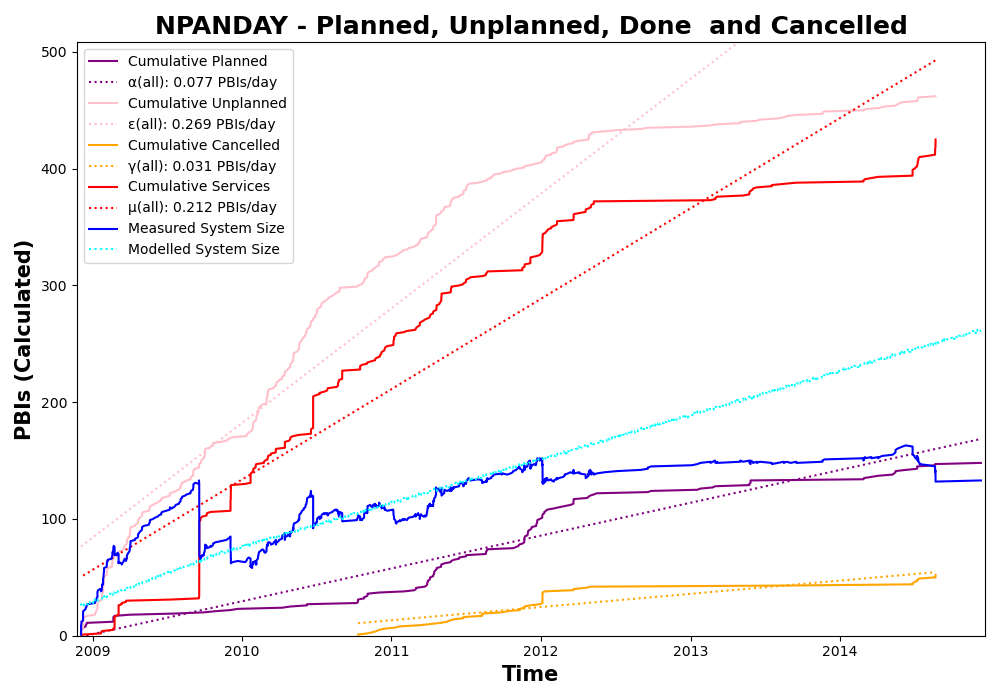 NPANDAY - Planned, Unplanned, Done  and Cancelled
Cumulative Planned
α(all): 0.077 PBIs/day
Cumulative Unplanned
ε(all): 0.269 PBIs/day
Cumulative Cancelled
γ(all): 0.031 PBIs/day
Cumulative Services
μ(all): 0.212 PBIs/day
Measured System Size
Modelled System Size
PBIs (Calculated)
500
400
300
200
100
0
2009 2010 2011 2012 2013 2014
Time